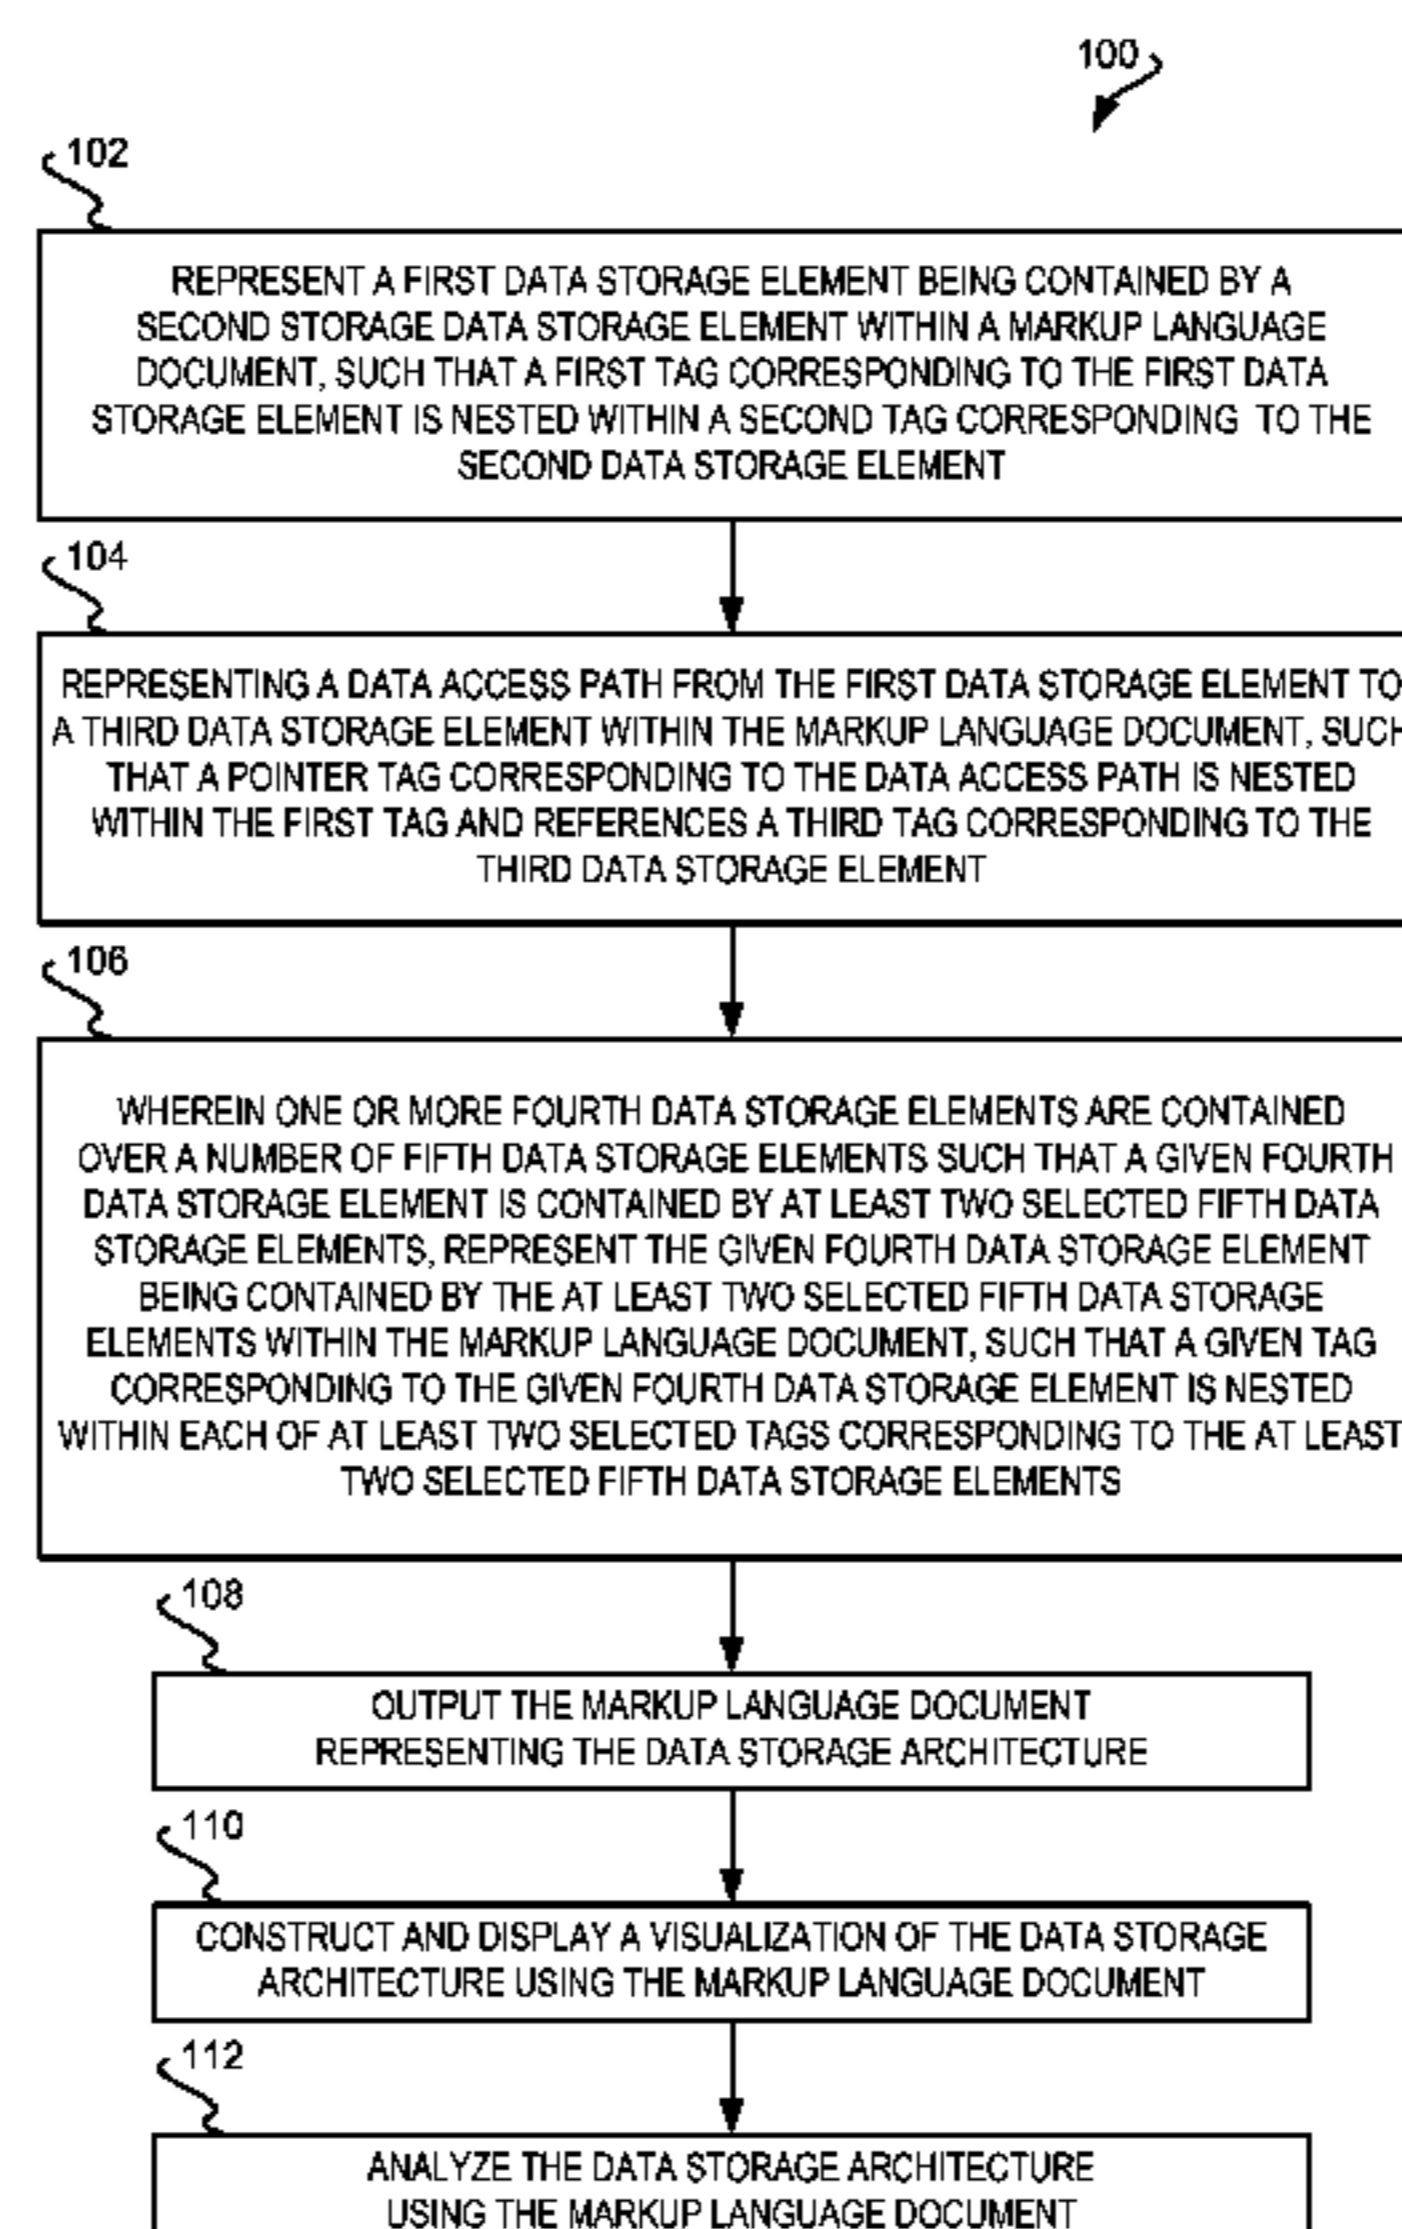 100
102
REPRESENT A FIRST DATA STORAGE ELEMENT BEING CONTAINED BY A
SECOND STORAGE DATA STORAGE ELEMENT WITHIN A MARKUP LANGUAGE
DOCUMENT, SUCH THAT A FIRST TAG CORRESPONDING TO THE FIRST DATA
STORAGE ELEMENT IS NESTED WITHIN A SECOND TAG CORRESPONDING TO THE
SECOND DATA STORAGE ELEMENT
104
REPRESENTING A DATA ACCESS PATH FROM THE FIRST DATA STORAGE ELEMENT TO
A THIRD DATA STORAGE ELEMENT WITHIN THE MARKUP LANGUAGE DOCUMENT, SUCH
THAT A POINTER TAG CORRESPONDING TO THE DATA ACCESS PATH IS NESTED
WITHIN THE FIRST TAG AND REFERENCES A THIRD TAG CORRESPONDING TO THE
THIRD DATA STORAGE ELEMENT
106
WHEREIN ONE OR MORE FOURTH DATA STORAGE ELEMENTS ARE CONTAINED
OVER A NUMBER OF FIFTH DATA STORAGE ELEMENTS SUCH THAT A GIVEN FOURTH
DATA STORAGE ELEMENT IS CONTAINED BY AT LEAST TWO SELECTED FIFTH DATA
STORAGE ELEMENTS, REPRESENT THE GIVEN FOURTH DATA STORAGE ELEMENT
BEING CONTAINED BY THE AT LEAST TWO SELECTED FIFTH DATA STORAGE
ELEMENTS WITHIN THE MARKUP LANGUAGE DOCUMENT, SUCH THAT A GIVEN TAG
CORRESPONDING TO THE GIVEN FOURTH DATA STORAGE ELEMENT IS NESTED
WITHIN EACH OF AT LEAST TWO SELECTED TAGS CORRESPONDING TO THE AT LEAST
TWO SELECTED FIFTH DATA STORAGE ELEMENTS
108
OUTPUT THE MARKUP LANGUAGE DOCUMENT
REPRESENTING THE DATA STORAGE ARCHITECTURE
110
CONSTRUCT AND DISPLAY A VISUALIZATION OF THE DATA STORAGE
ARCHITECTURE USING THE MARKUP LANGUAGE DOCUMENT
112
ANALYZE THE DATA STORAGE ARCHITECTURE
USING THE MARKUP LANGUAGE DOCUMENT